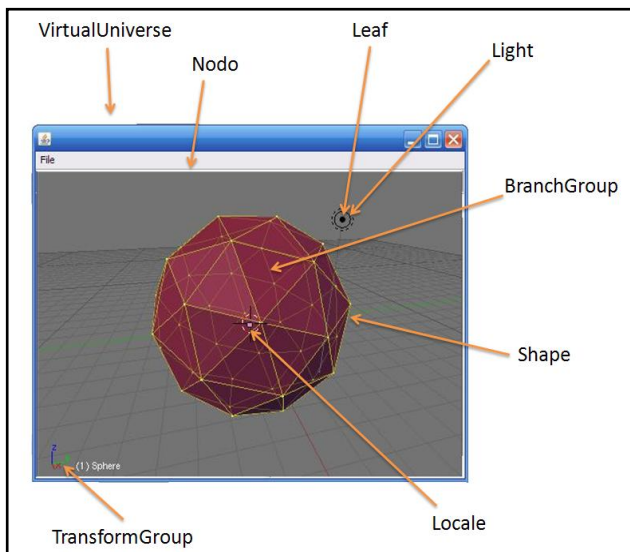 VirtualUniverse
Leaf
Light
Nodo
File
BranchGroup
Shape
z
(1) Sphere
Locale
TransformGroup